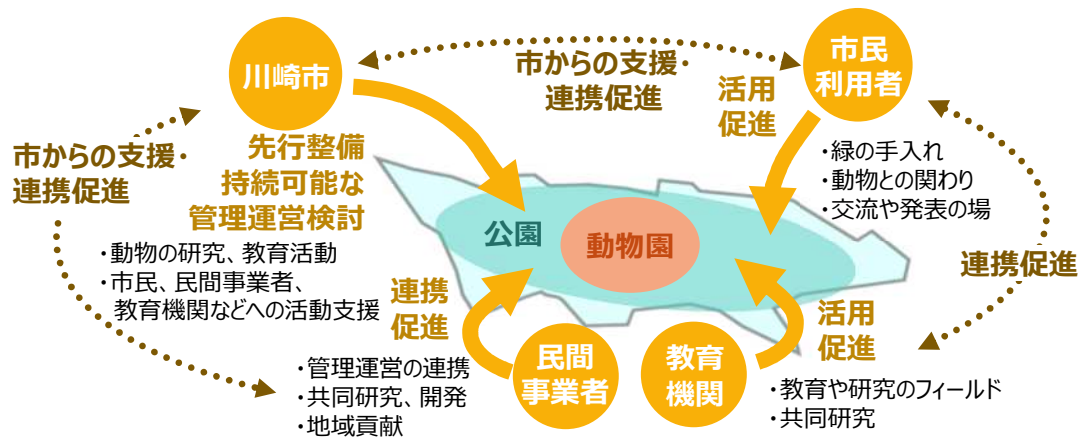 川崎市
市からの支援・
連携促進
市民
利用者
活用
促進
市からの支援・
連携促進
先行整備
持続可能な
管理運営検討
・動物の研究、教育活動
・市民、民間事業者、
教育機関などへの活動支援
・緑の手入れ
・動物との関わり
・交流や発表の場
公園
動物園
連携促進
連携
促進
活用
促進
民間
事業者
教育
機関
・管理運営の連携
・共同研究、開発
・地域貢献
・教育や研究のフィールド
・共同研究